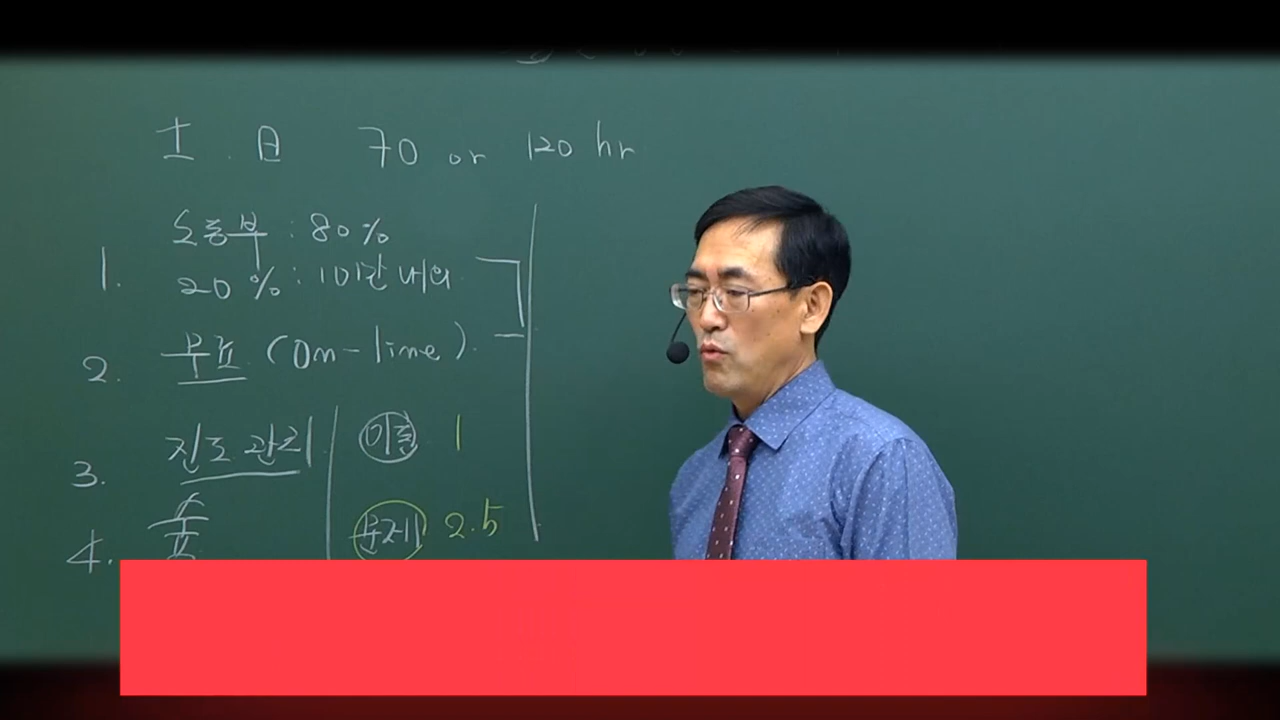 土.日 70 or 120 hr
노동부 : 80%
1. 20% : 10만 내외
2. 무료 (On-line).
3. 진도관리 이론 1
4. 문제 2.5